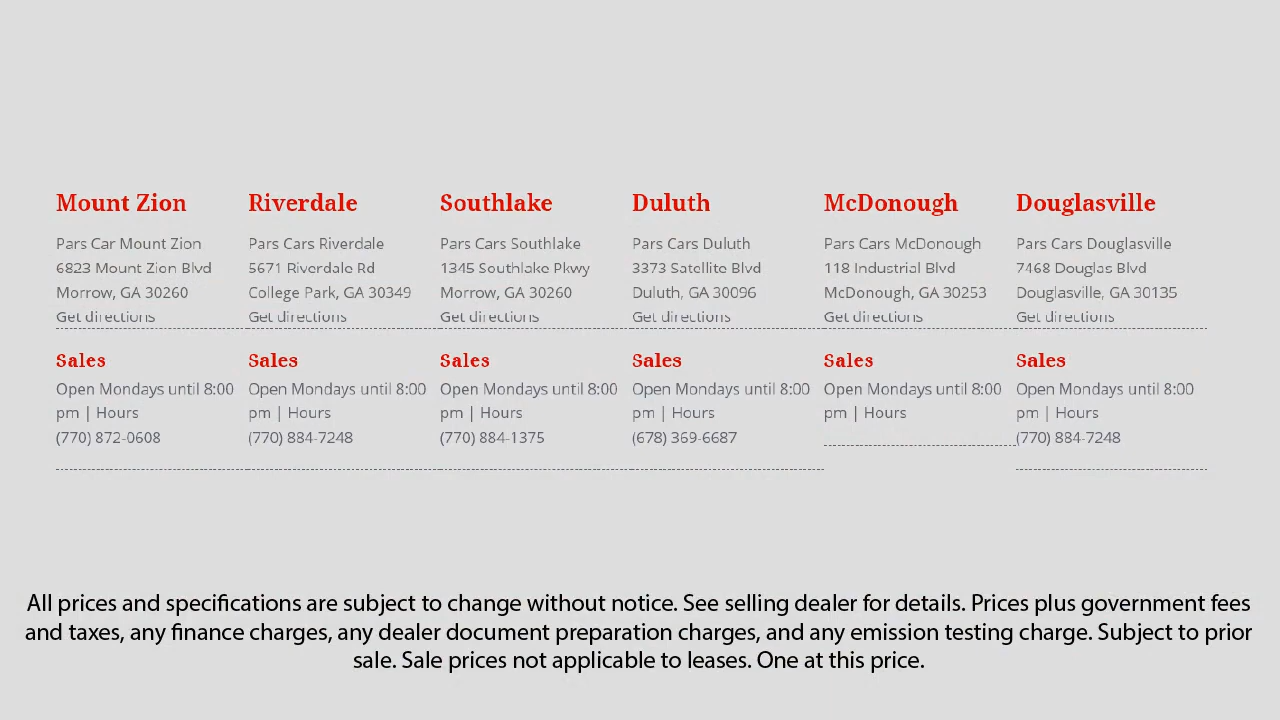 Mount Zion
Pars Car Mount Zion
6823 Mount Zion Blvd
Morrow, GA 30260
Get directions
Sales
Open Mondays until 8:00
pm | Hours
(770) 872-0608
Riverdale
Pars Cars Riverdale
5671 Riverdale Rd
College Park, GA 30349
Get directions
Sales
Open Mondays until 8:00
pm | Hours
(770) 884-7248
Southlake
Pars Cars Southlake
1345 Southlake Pkwy
Morrow, GA 30260
Get directions
Sales
Open Mondays until 8:00
pm | Hours
(770) 884-1375
Duluth
Pars Cars Duluth
3373 Satellite Blvd
Duluth, GA 30096
Get directions
Sales
Open Mondays until 8:00
pm | Hours
(678) 369-6687
McDonough
Pars Cars McDonough
118 Industrial Blvd
McDonough, GA 30253
Get directions
Sales
Open Mondays until 8:00
pm | Hours
Douglasville
Pars Cars Douglasville
7468 Douglas Blvd
Douglasville, GA 30135
Get directions
Sales
Open Mondays until 8:00
pm | Hours
(770) 884-7248
All prices and specifications are subject to change without notice. See selling dealer for details. Prices plus government fees
and taxes, any finance charges, any dealer document preparation charges, and any emission testing charge. Subject to prior
sale. Sale prices not applicable to leases. One at this price.